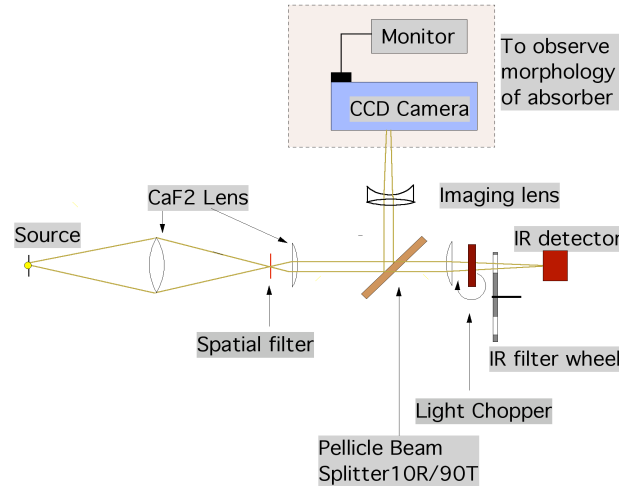 Monitor
To observe
morphology
of absorber
CCD Camera
CaF2 Lens
Imaging lens
Source
IR detector
Spatial filter
IR filter wheel
Light Chopper
Pellicle Beam
Splitter10R/90T